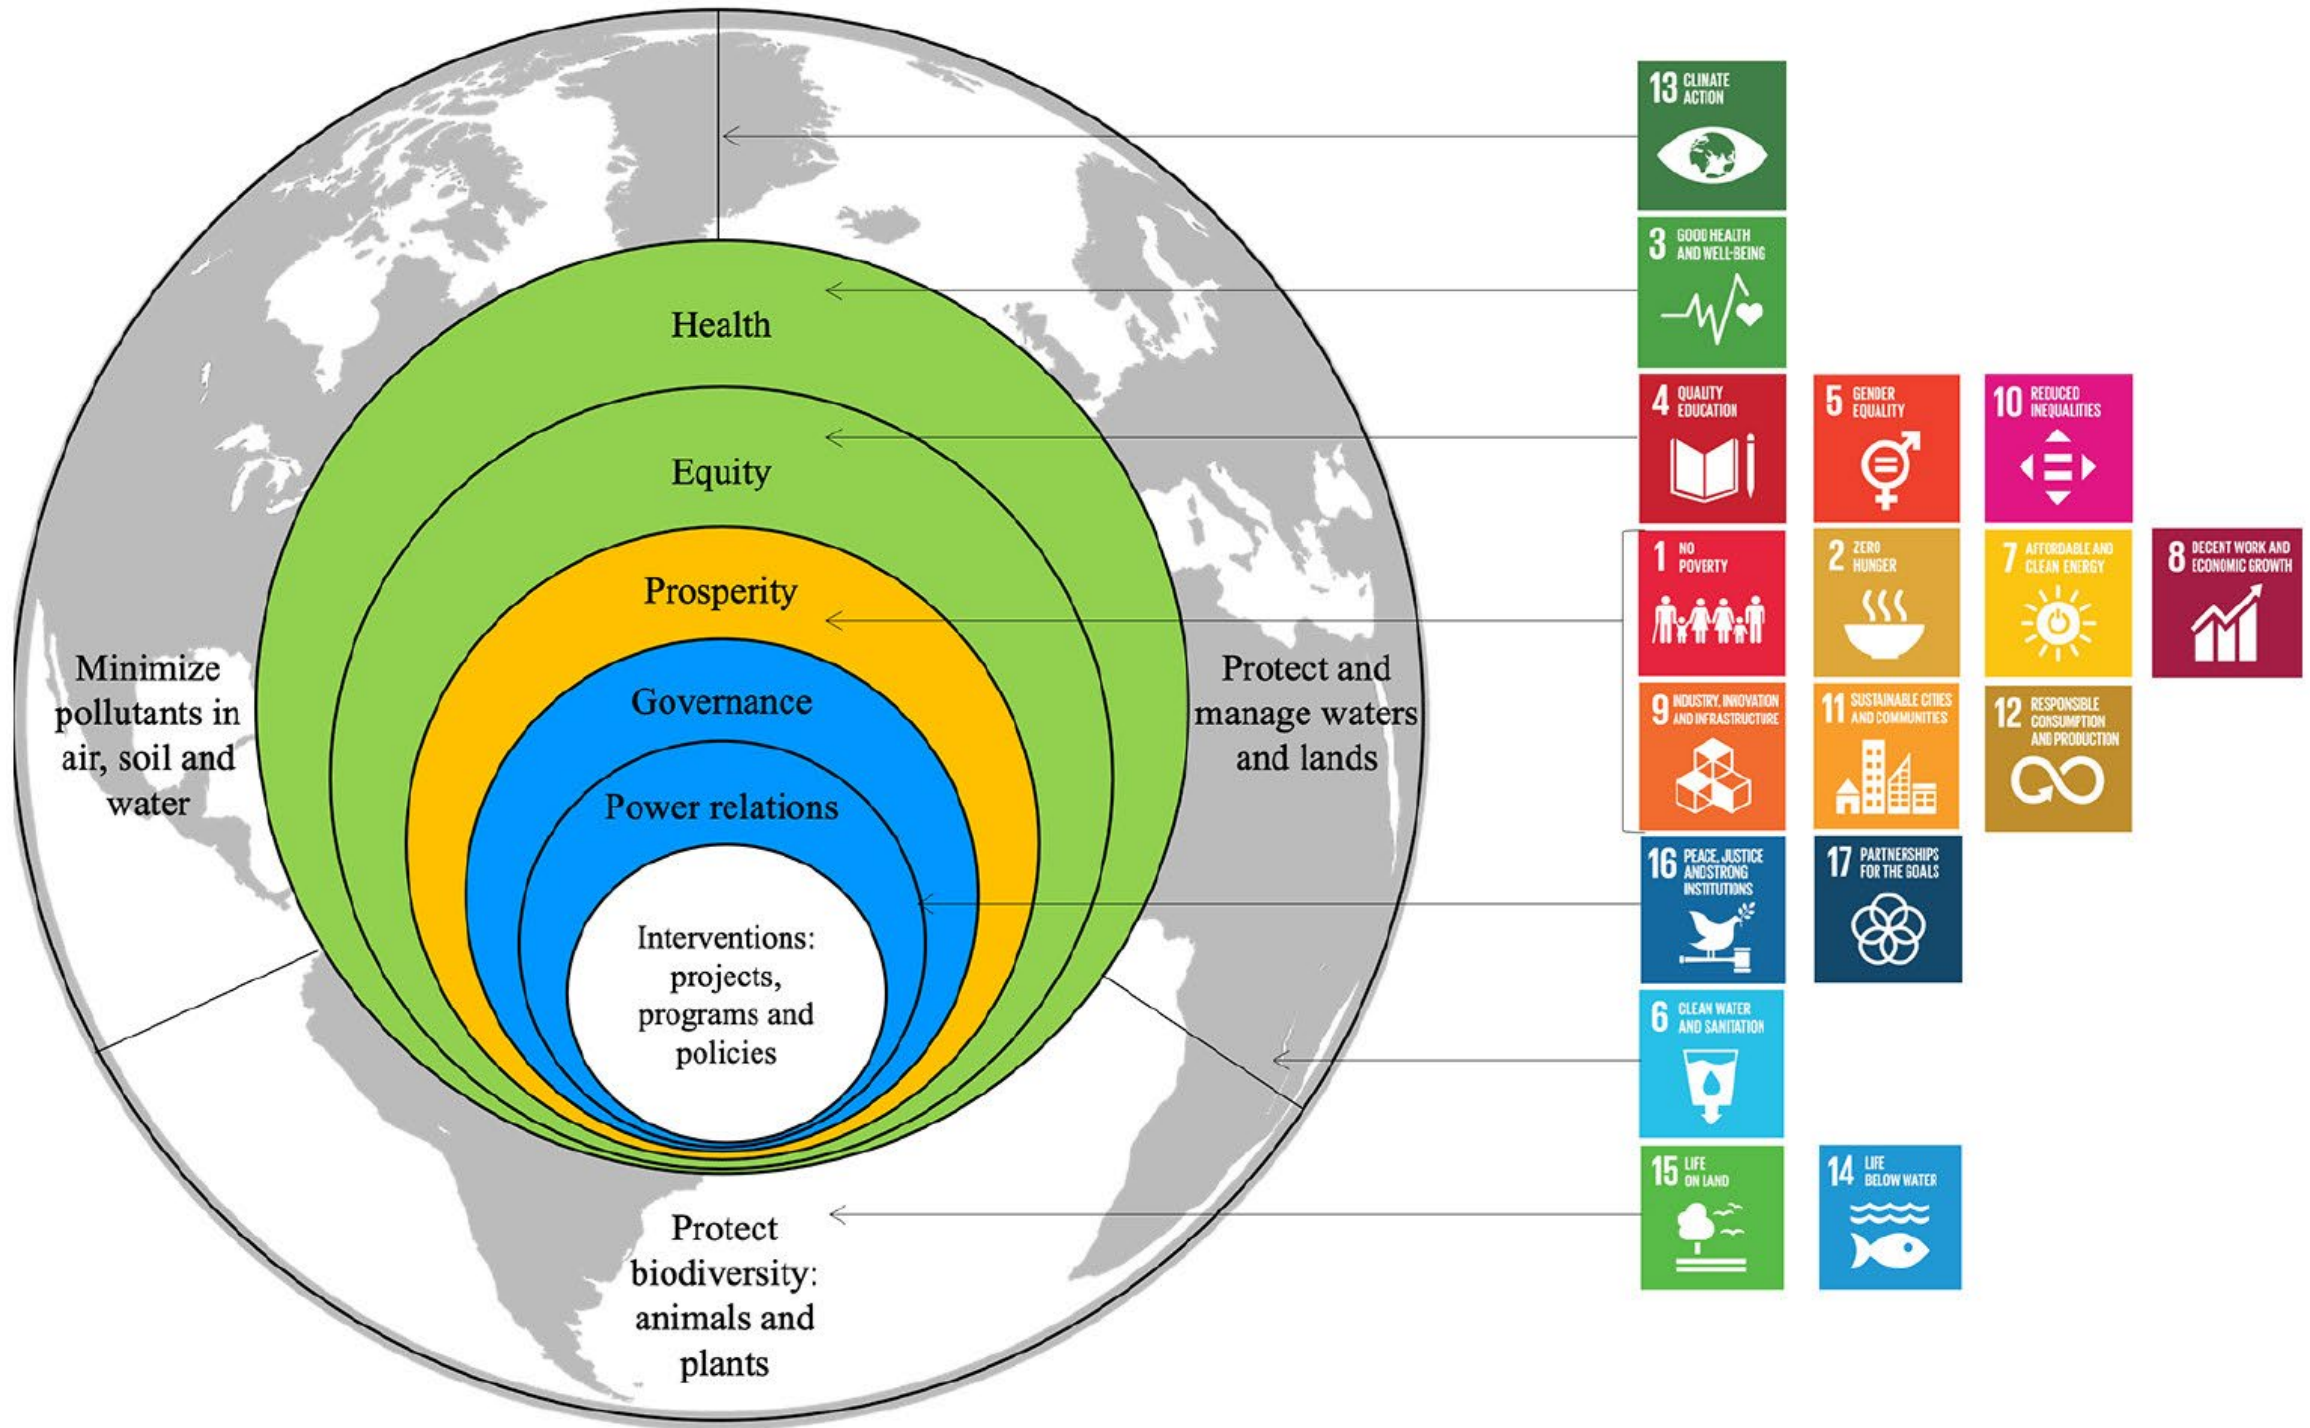 Health
Equity
Prosperity
Governance
Power relations
Interventions:
projects,
programs and
policies
Minimize
pollutants in
air, soil and
water
Protect and
manage waters
and lands
Protect
biodiversity:
animals and
plants
13 CLIMATE
ACTION
3 GOOD HEALTH
AND WELL-BEING
4 QUALITY
EDUCATION
5 GENDER
EQUALITY
10 REDUCED
INEQUALITIES
1 NO
POVERTY
2 ZERO
HUNGER
7 AFFORDABLE AND
CLEAN ENERGY
8 DECENT WORK AND
ECONOMIC GROWTH
9 INDUSTRY, INNOVATION
AND INFRASTRUCTURE
11 SUSTAINABLE CITIES
AND COMMUNITIES
12 RESPONSIBLE
CONSUMPTION
AND PRODUCTION
16 PEACE, JUSTICE
AND STRONG
INSTITUTIONS
17 PARTNERSHIPS
FOR THE GOALS
6 CLEAN WATER
AND SANITATION
15 LIFE
ON LAND
14 LIFE
BELOW WATER